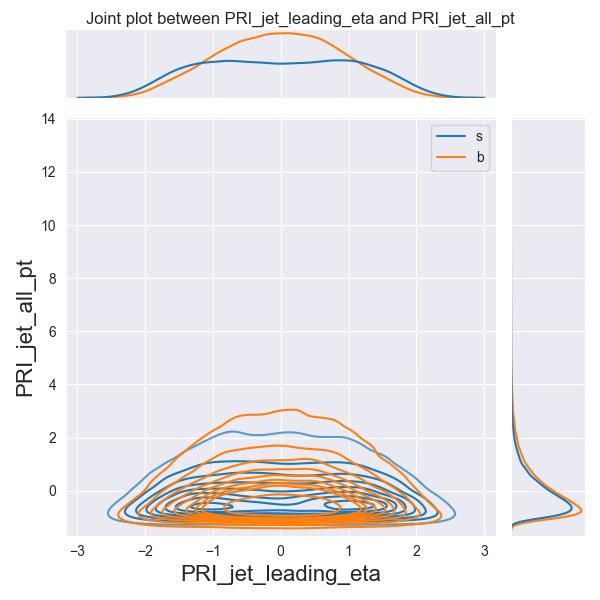 Joint plot between PRI_jet_leading_eta and PRI_jet_all_pt
14
12
10
8
6
4
2
0
s
b
PRI_jet_all_pt
−3 −2 −1 0 1 2 3
PRI_jet_leading_eta